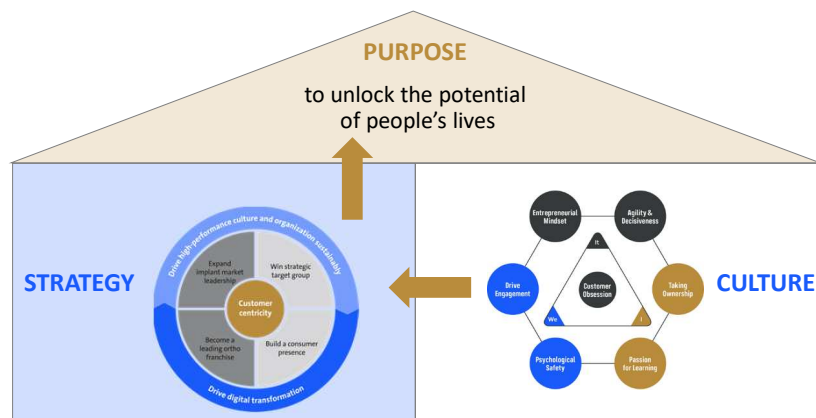 PURPOSE
to unlock the potential
of people's lives
STRATEGY
Drive high-performance culture and organization sustainably
Expand
implant market
leadership
Win strategic
target group
Customer
centricity
Become a
leading ortho
franchise
Build a consumer
presence
Drive digital transformation
CULTURE
Entrepreneurial
Mindset
Agility &
Decisiveness
It
Drive
Engagement
Customer
Obsession
Taking
Ownership
We
I
Psychological
Safety
Passion
for Learning